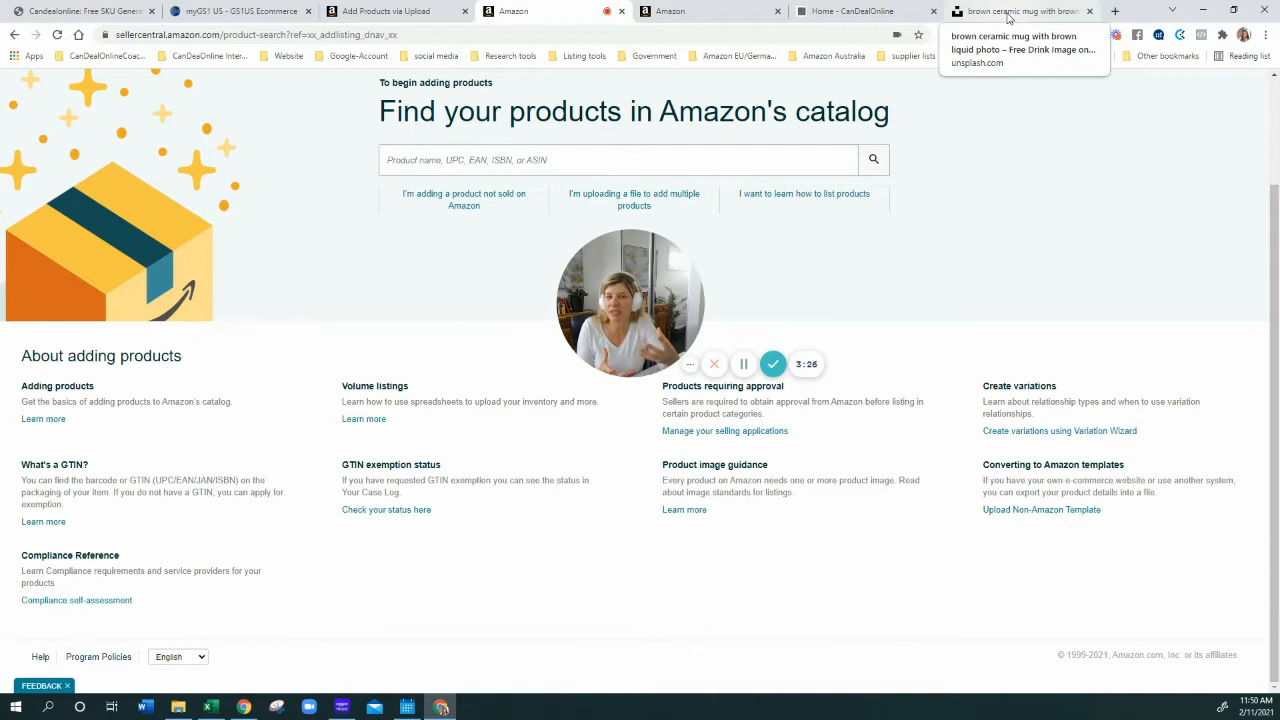 Candealonline: Free SKU Genera
myGS1 US - GS1US Ecommerce
Add Products via Upload
Amazon
Amazon
Home - CanDealOnline
brown ceramic mug with brown
sellercentral.amazon.com/product-search?ref=xx_addlisting_dnav_xx
Apps
CanDealOnlineCoac...
CanDealOnline Inter...
Website
Google-Account
social media
Listing tools
Government
Amazon EU/Germa...
Amazon Australia
supplier lists
Other bookmarks
Reading list
brown ceramic mug with brown
liquid photo – Free Drink Image on...
unsplash.com
To begin adding products
Find your products in Amazon's catalog
Product name, UPC, EAN, ISBN, or ASIN
I'm adding a product not sold on
Amazon
I'm uploading a file to add multiple
products
I want to learn how to list products
3:26
About adding products
Adding products
Get the basics of adding products to Amazon's catalog.
Learn more
Volume listings
Learn how to use spreadsheets to upload your inventory and more.
Learn more
Products requiring approval
Sellers are required to obtain approval from Amazon before listing in
certain product categories.
Manage your selling applications
Create variations
Learn about relationship types and when to use variation
relationships.
Create variations using Variation Wizard
What's a GTIN?
You can find the barcode or GTIN (UPC/EAN/JAN/ISBN) on the
packaging of your item. If you do not have a GTIN, you can apply for
exemption.
Learn more
GTIN exemption status
If you have requested GTIN exemption you can see the status in
Your Case Log.
Check your status here
Product image guidance
Every product on Amazon needs one or more product image. Read
about image standards for listings.
Learn more
Converting to Amazon templates
If you have your own e-commerce website or use another system,
you can export your product details into a file.
Upload Non-Amazon Template
Compliance Reference
Learn Compliance requirements and service providers for your
products
Compliance self-assessment
Help
Program Policies
English
© 1999-2021, Amazon.com, Inc. or its affiliates
FEEDBACK
11:50 AM
2/11/2021